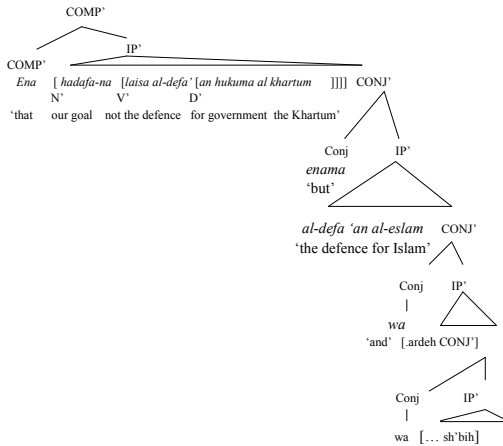 COMP’
IP’
COMP’
Ena [ hadafa-na [laisa al-defa’ [an hukuma al khartum ]]]] CONJ’
N’ V’ D’
‘that our goal not the defence for government the Khartum’
Conj IP’
enama
‘but’
al-defa ‘an al-eslam CONJ’
‘the defence for Islam’
Conj IP’
wa
‘and’ [.ardeh CONJ’]
Conj IP’
wa [… sh’bih]